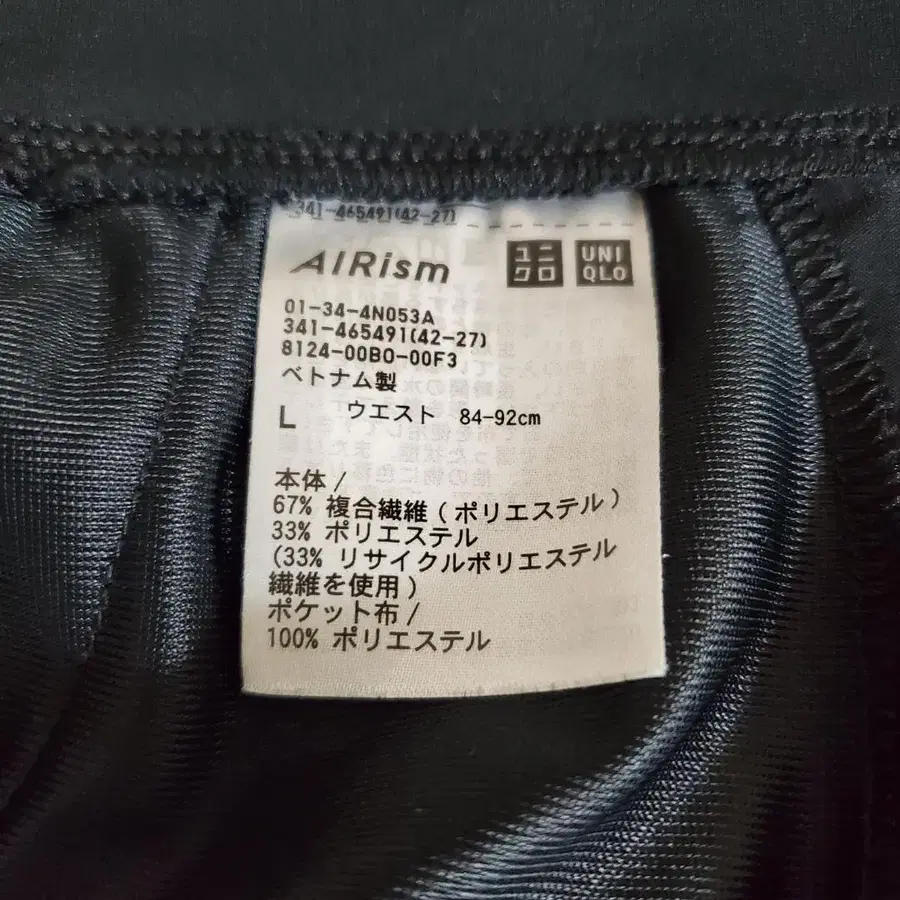 341-465491(42-27)
AIRism
ユニ
クロ
UNI
QLO
01-34-4N053A
341-465491(42-27)
8124-00B0-00F3
ベトナム製
L ウエスト 84-92cm
本体/
67% 複合繊維(ポリエステル)
33% ポリエステル
(33% リサイクルポリエステル
繊維を使用)
ポケット布/
100% ポリエステル